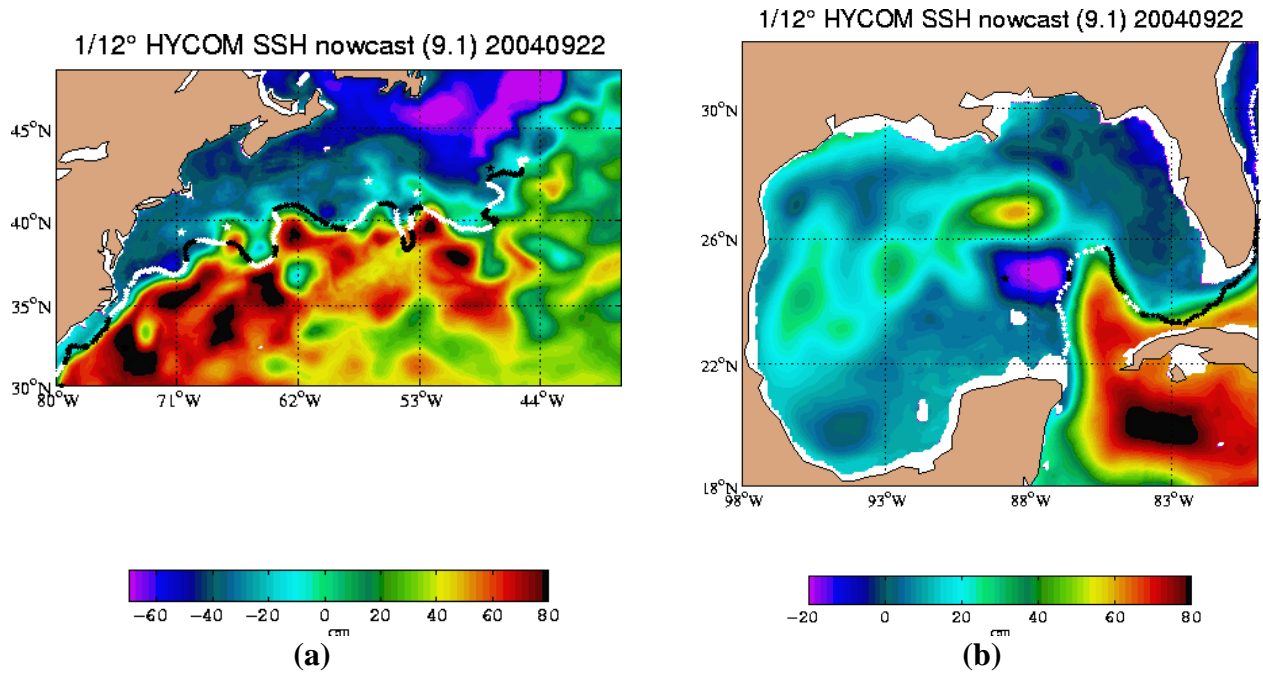 1/12° HYCOM SSH nowcast (9.1) 20040922
45°N
40°N
35°N
30°N
80°W 71°W 62°W 53°W 44°W
−60 −40 −20 0 20 40 60 80
cm
(a)
1/12° HYCOM SSH nowcast (9.1) 20040922
30°N
26°N
22°N
18°N
98°W 93°W 88°W 83°W
−20 0 20 40 60 80
cm
(b)